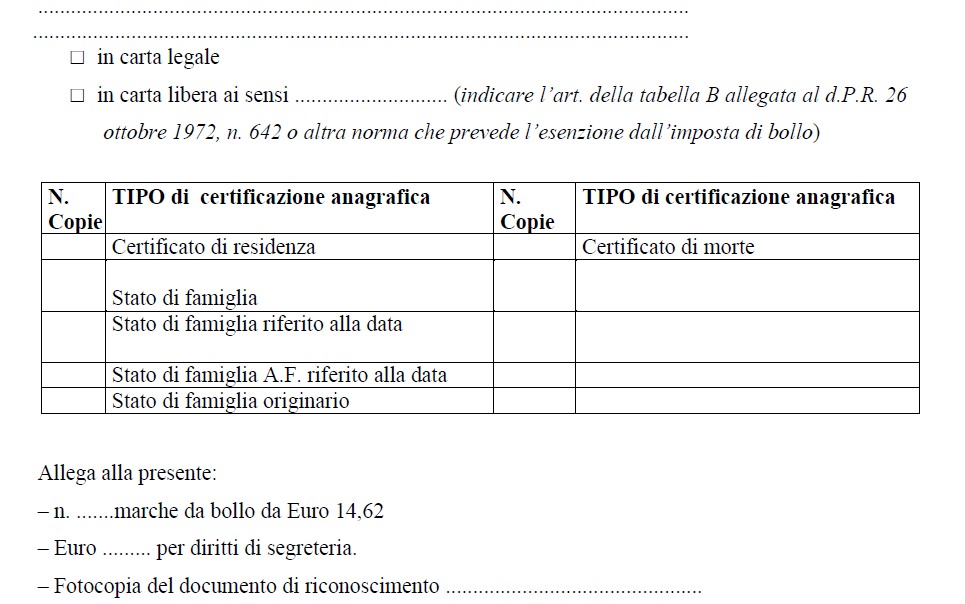 ................................................................................................................................
.................................................................................................................................
□ in carta legale
□ in carta libera ai sensi ............................ (indicare l’art. della tabella B allegata al d.P.R. 26
ottobre 1972, n. 642 o altra norma che prevede l’esenzione dall’imposta di bollo)
N. Copie TIPO di certificazione anagrafica N. Copie TIPO di certificazione anagrafica
Certificato di residenza Certificato di morte
Stato di famiglia
Stato di famiglia riferito alla data
Stato di famiglia A.F. riferito alla data
Stato di famiglia originario
Allega alla presente:
– n. .......marche da bollo da Euro 14,62
– Euro ......... per diritti di segreteria.
– Fotocopia del documento di riconoscimento ...............................................